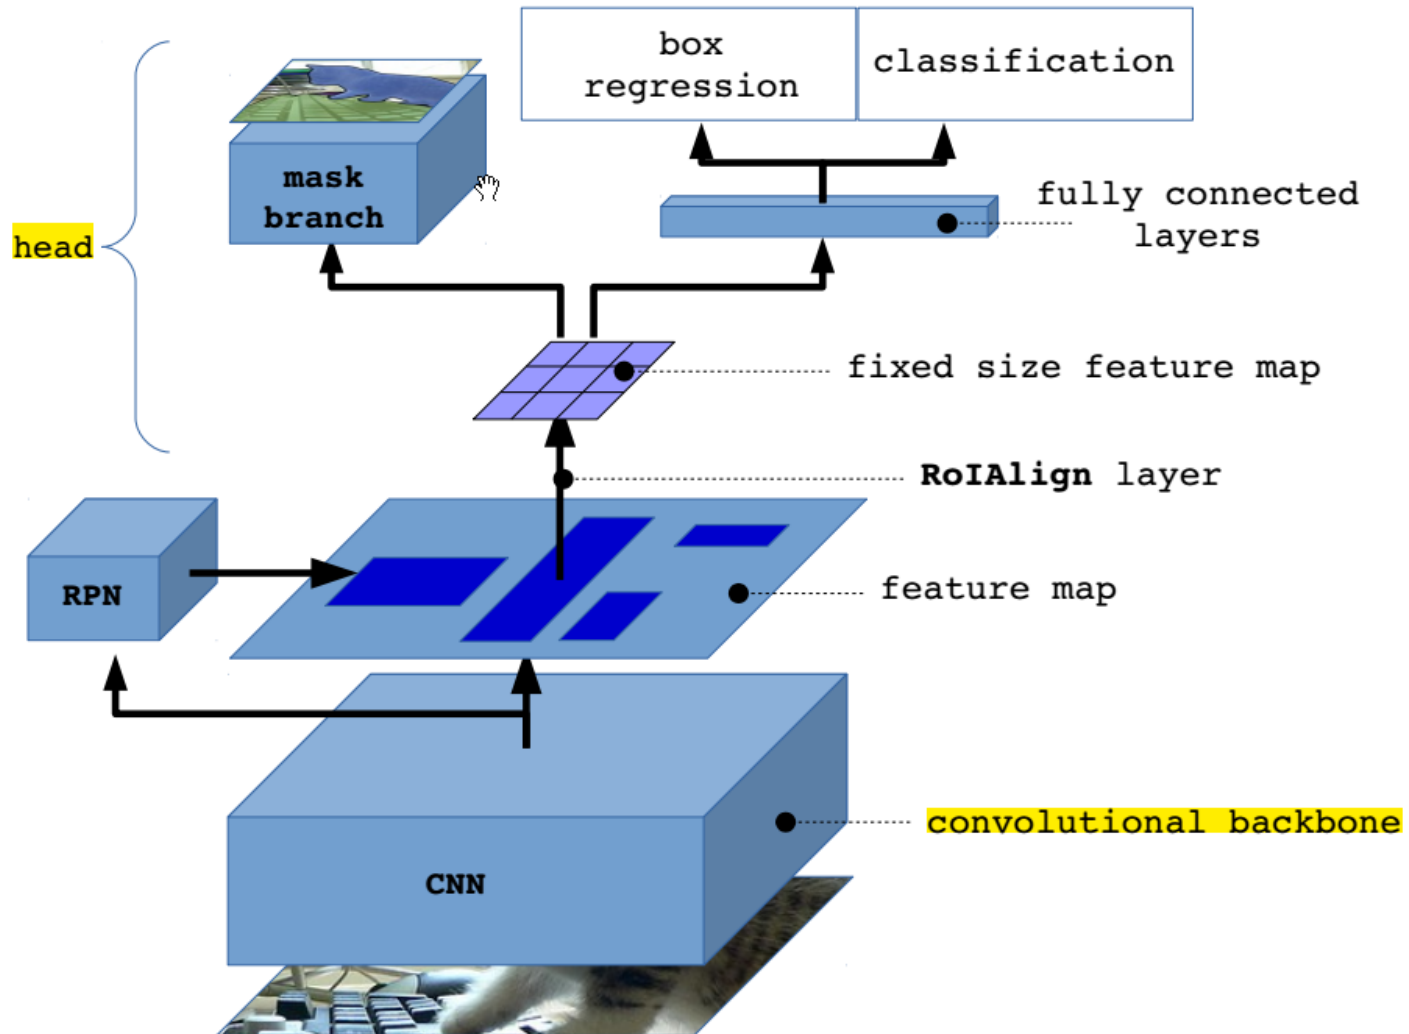 box
regression
classification
mask
branch
fully connected
layers
head
fixed size feature map
RoIAlign layer
RPN
feature map
convolutional backbone
CNN